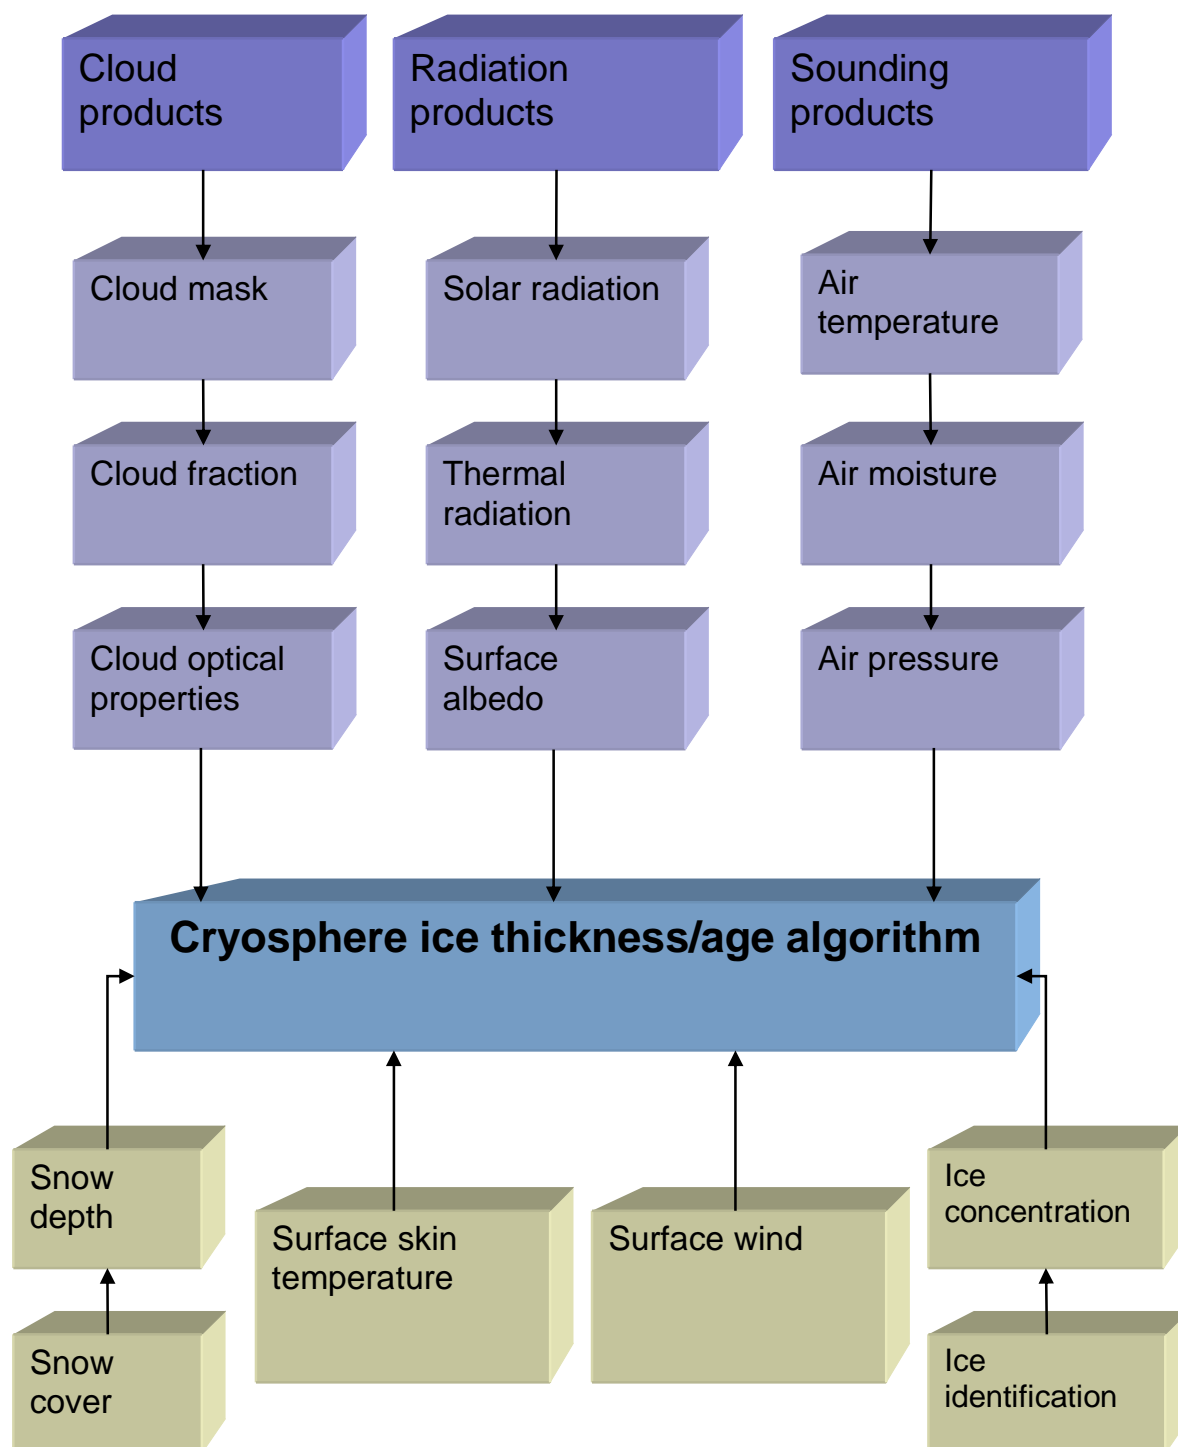 Cloud
products
Radiation
products
Sounding
products
Cloud mask
Solar radiation
Air
temperature
Cloud fraction
Thermal
radiation
Air moisture
Cloud optical
properties
Surface
albedo
Air pressure
Cryosphere ice thickness/age algorithm
Snow
depth
Surface skin
temperature
Surface wind
Ice
concentration
Snow
cover
Ice
identification